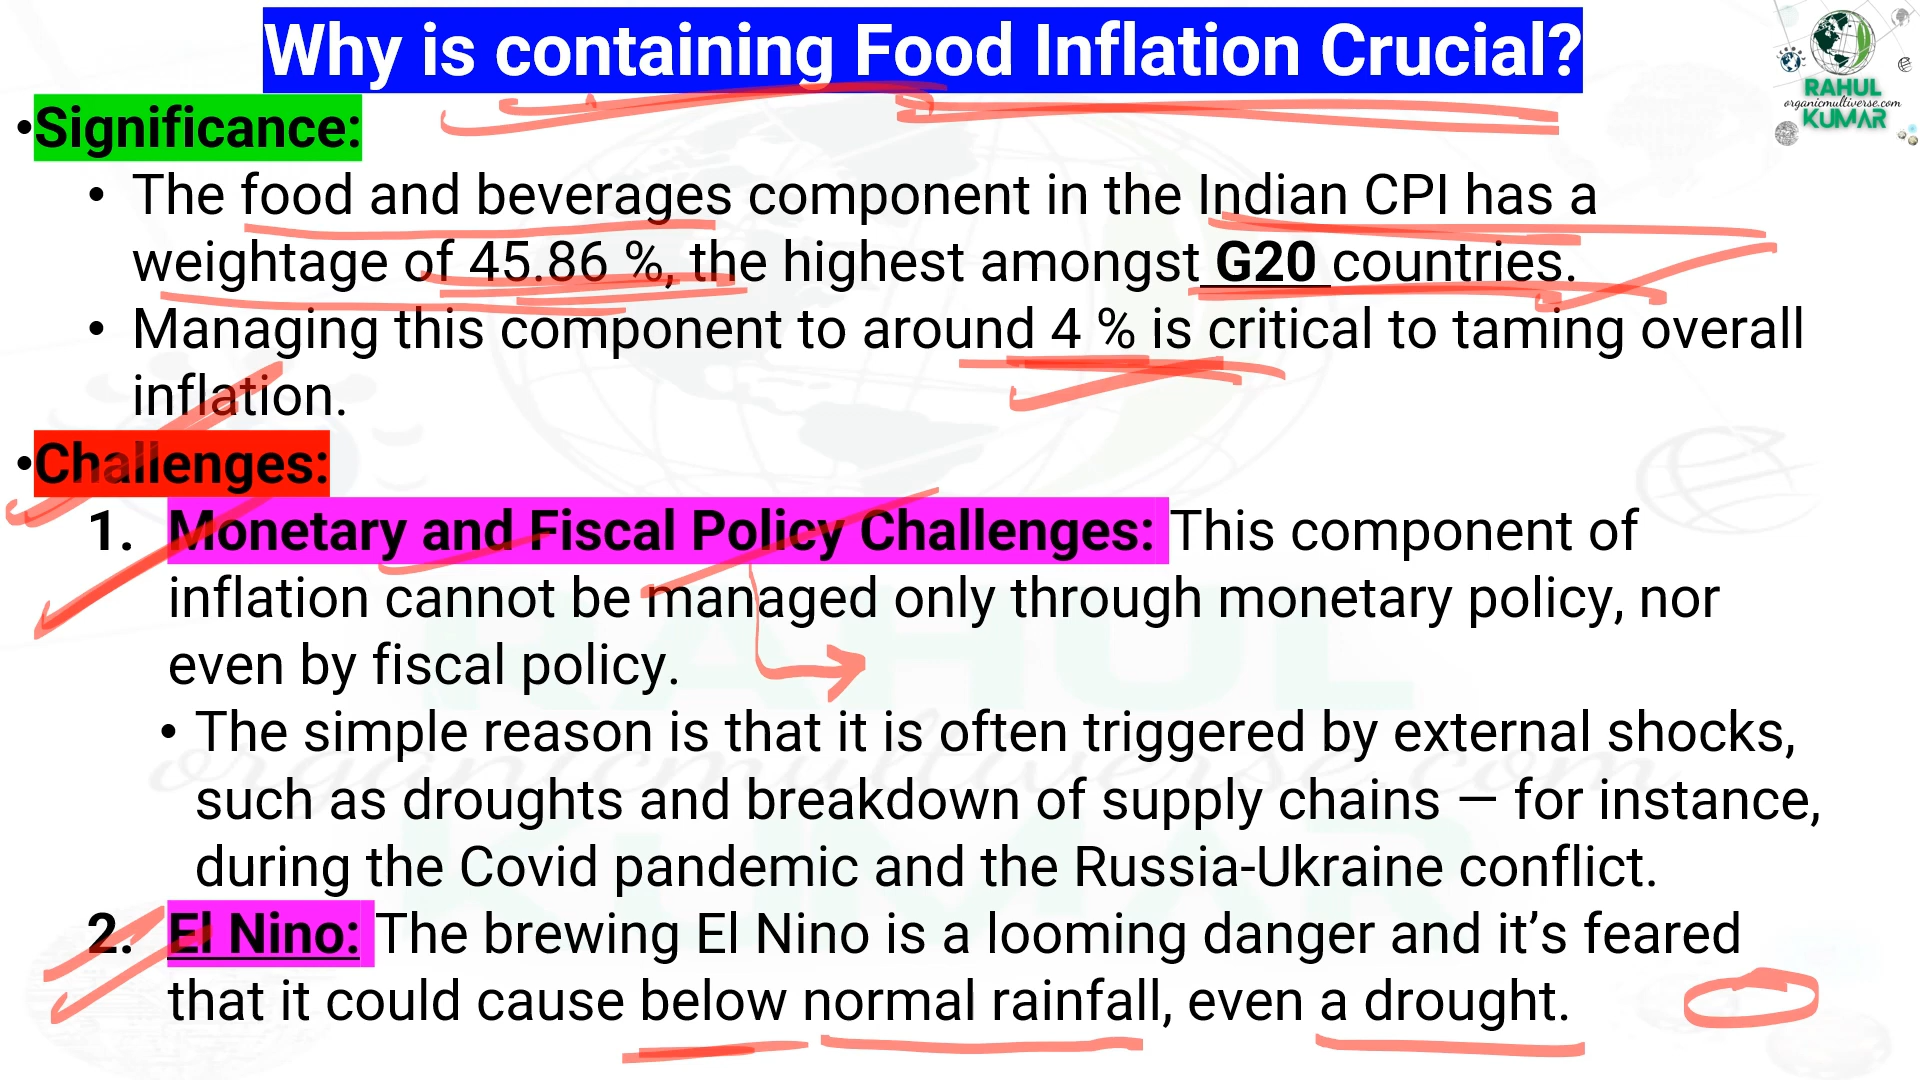 Why is containing Food Inflation Crucial?
RAHUL
organicmultiverse.com
KUMAR
•Significance:
• The food and beverages component in the Indian CPI has a
weightage of 45.86 %, the highest amongst G20 countries.
• Managing this component to around 4 % is critical to taming overall
inflation.
•Challenges:
1. Monetary and Fiscal Policy Challenges: This component of
inflation cannot be managed only through monetary policy, nor
even by fiscal policy.
• The simple reason is that it is often triggered by external shocks,
such as droughts and breakdown of supply chains — for instance,
during the Covid pandemic and the Russia-Ukraine conflict.
2. El Nino: The brewing El Nino is a looming danger and it’s feared
that it could cause below normal rainfall, even a drought.
RAHUL
organicmultiverse.com
KUMAR